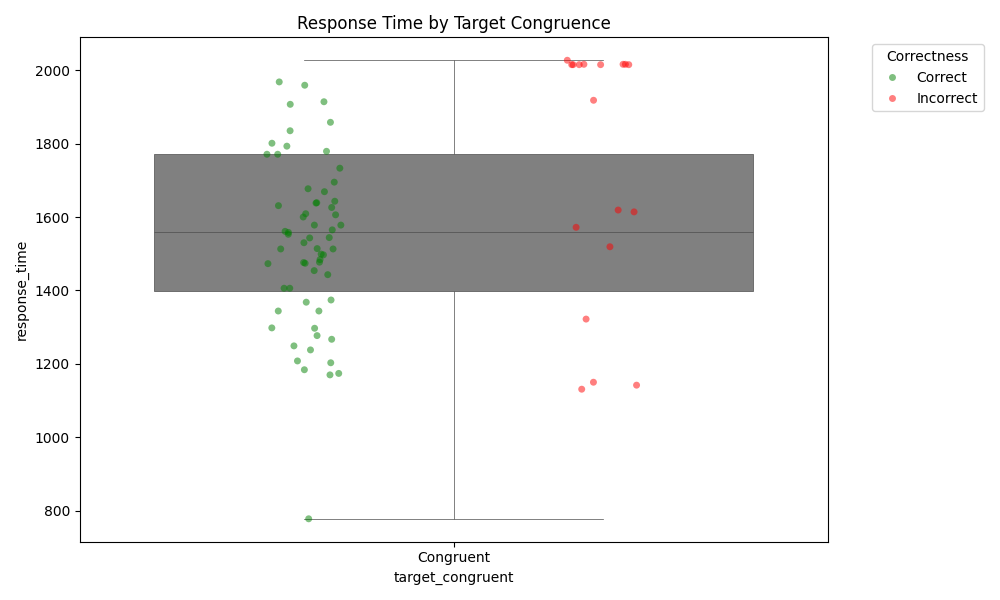 Response Time by Target Congruence
Correctness
Correct
Incorrect
response_time
2000
1800
1600
1400
1200
1000
800
Congruent
target_congruent